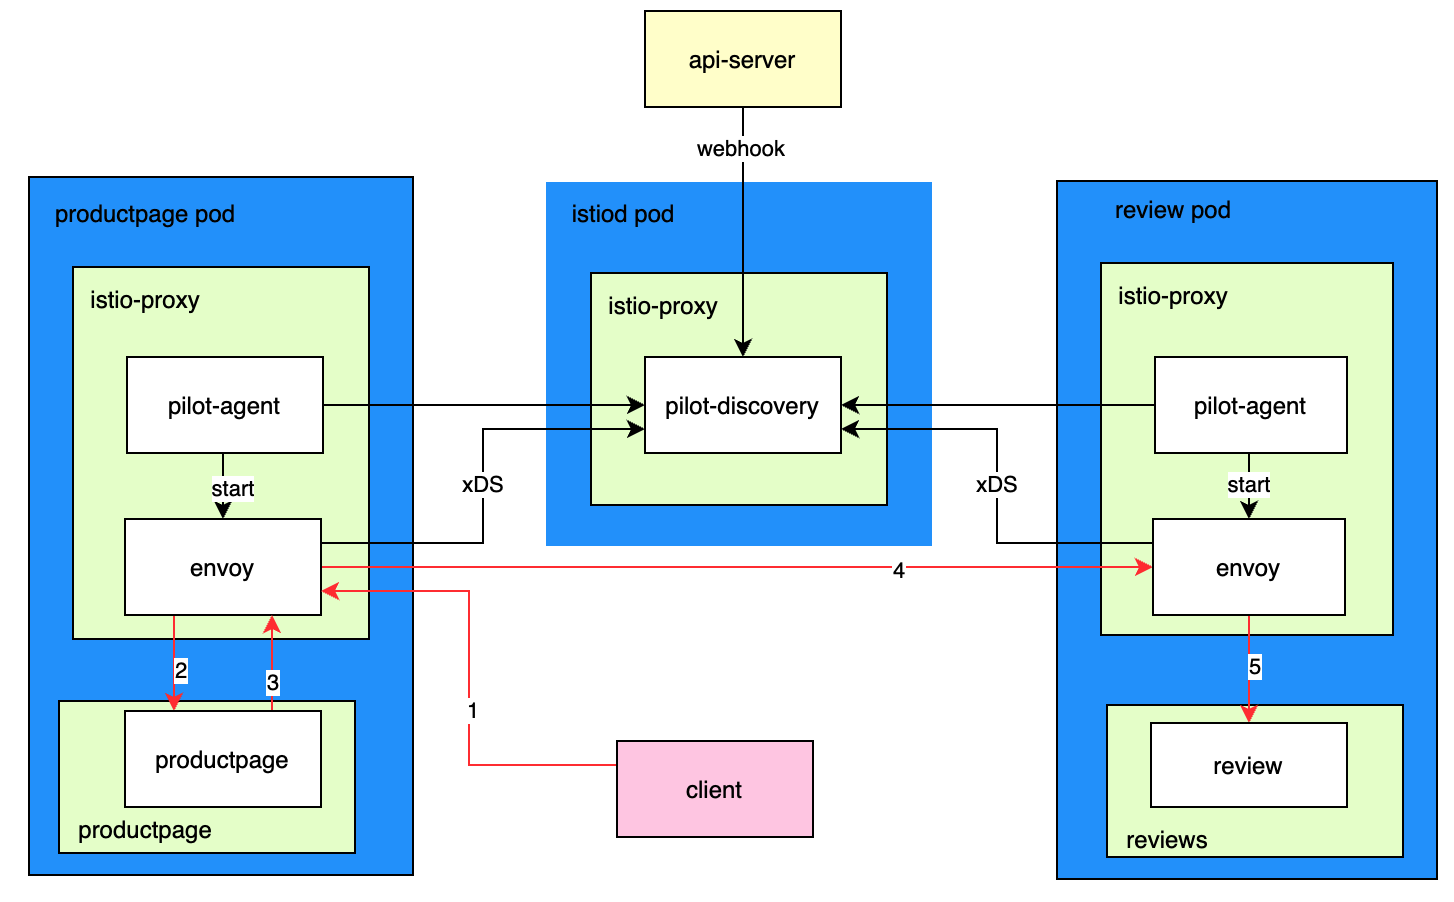 api-server
webhook
productpage pod
istiod pod
review pod
istio-proxy
istio-proxy
istio-proxy
pilot-agent
pilot-discovery
pilot-agent
start
xDS
xDS
start
envoy
4
envoy
2
3
1
5
productpage
client
review
productpage
reviews